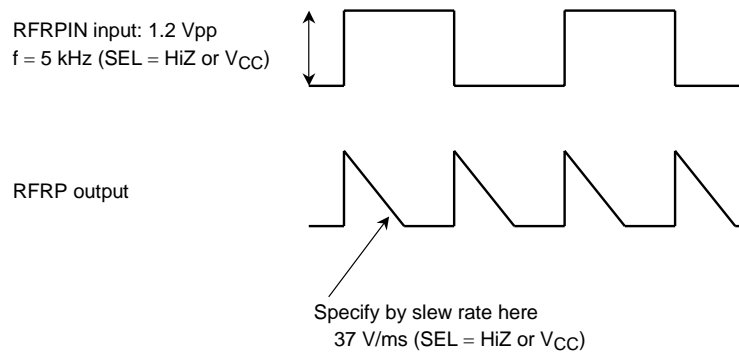 RFRPIN input: 1.2 Vpp
f = 5 kHz (SEL = HiZ or VCC)
RFRP output
Specify by slew rate here
37 V/ms (SEL = HiZ or VCC)